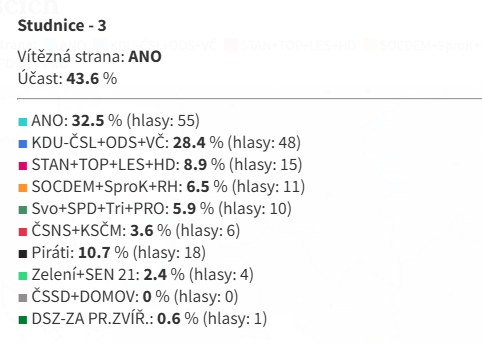 Studnice - 3
Vítězná strana: ANO
Účast: 43.6 %
ANO: 32.5 % (hlasy: 55)
KDU-ČSL+ODS+VČ: 28.4 % (hlasy: 48)
STAN+TOP+LES+HD: 8.9 % (hlasy: 15)
SOCDEM+SproK+RH: 6.5 % (hlasy: 11)
Svo+SPD+Tri+PRO: 5.9 % (hlasy: 10)
ČSNS+KSČM: 3.6 % (hlasy: 6)
Piráti: 10.7 % (hlasy: 18)
Zelení+SEN 21: 2.4 % (hlasy: 4)
ČSSD+DOMOV: 0 % (hlasy: 0)
DSZ-ZA PR.ZVÍŘ.: 0.6 % (hlasy: 1)